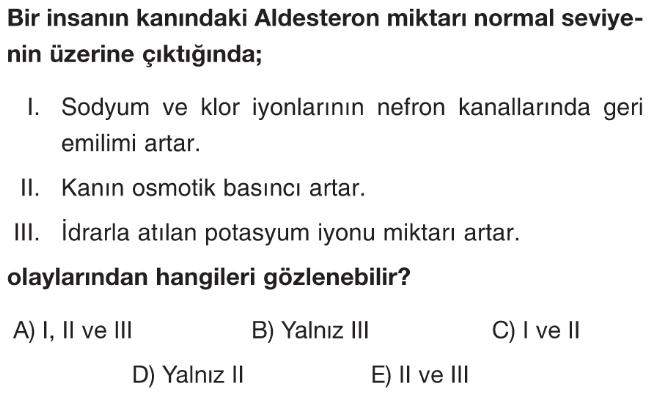 Bir insanın kanındaki Aldesteron miktarı normal seviye-
nin üzerine çıktığında;
I. Sodyum ve klor iyonlarının nefron kanallarında geri
emilimi artar.
II. Kanın osmotik basıncı artar.
III. İdrarla atılan potasyum iyonu miktarı artar.
olaylarından hangileri gözlenebilir?
A) I, II ve III B) Yalnız III C) I ve II
D) Yalnız II E) II ve III